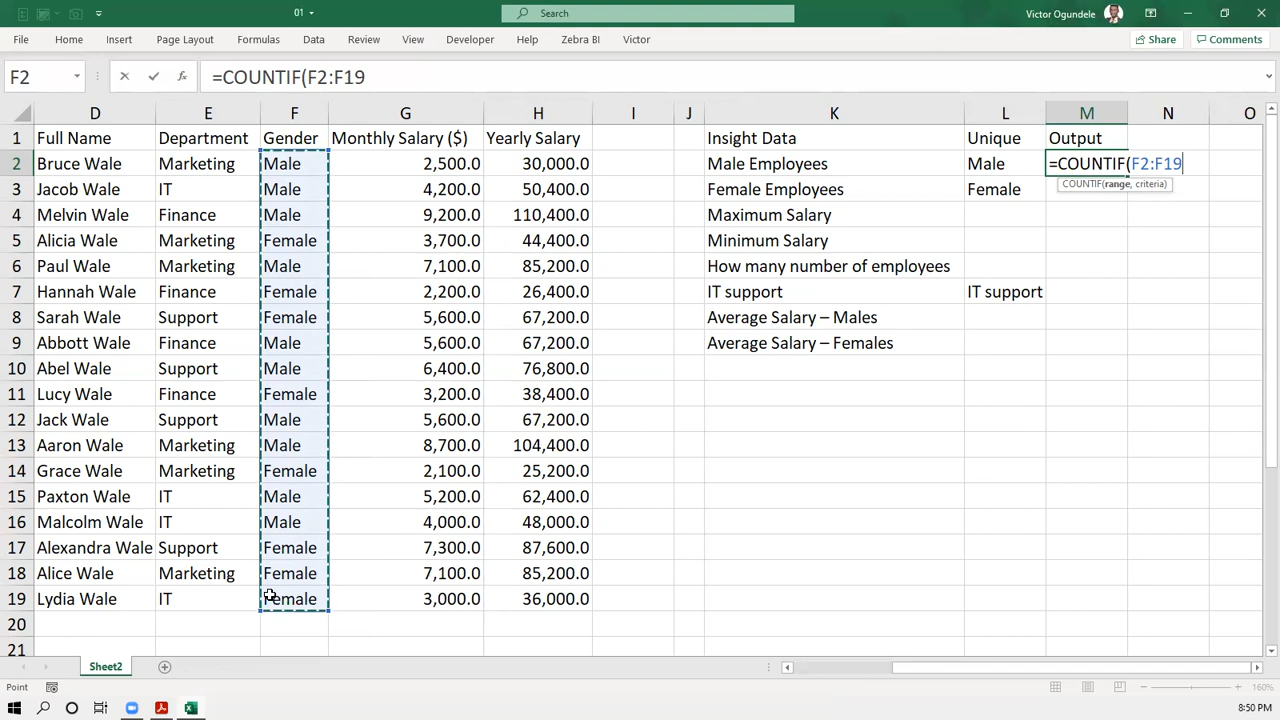 01
Search
Victor Ogundele
File Home Insert Page Layout Formulas Data Review View Developer Help Zebra BI Victor Share Comments
F2 fx =COUNTIF(F2:F19
D E F G H I J K L M N O
1 Full Name Department Gender Monthly Salary ($) Yearly Salary Insight Data Unique Output
2 Bruce Wale Marketing Male 2,500.0 30,000.0 Male Employees Male =COUNTIF(F2:F19
3 Jacob Wale IT Male 4,200.0 50,400.0 Female Employees Female COUNTIF(range, criteria)
4 Melvin Wale Finance Male 9,200.0 110,400.0 Maximum Salary
5 Alicia Wale Marketing Female 3,700.0 44,400.0 Minimum Salary
6 Paul Wale Marketing Male 7,100.0 85,200.0 How many number of employees
7 Hannah Wale Finance Female 2,200.0 26,400.0 IT support IT support
8 Sarah Wale Support Female 5,600.0 67,200.0 Average Salary – Males
9 Abbott Wale Finance Male 5,600.0 67,200.0 Average Salary – Females
10 Abel Wale Support Male 6,400.0 76,800.0
11 Lucy Wale Finance Female 3,200.0 38,400.0
12 Jack Wale Support Male 5,600.0 67,200.0
13 Aaron Wale Marketing Male 8,700.0 104,400.0
14 Grace Wale Marketing Female 2,100.0 25,200.0
15 Paxton Wale IT Male 5,200.0 62,400.0
16 Malcolm Wale IT Male 4,000.0 48,000.0
17 Alexandra Wale Support Female 7,300.0 87,600.0
18 Alice Wale Marketing Female 7,100.0 85,200.0
19 Lydia Wale IT Female 3,000.0 36,000.0
20
21
Sheet2
Point 160%
8:50 PM